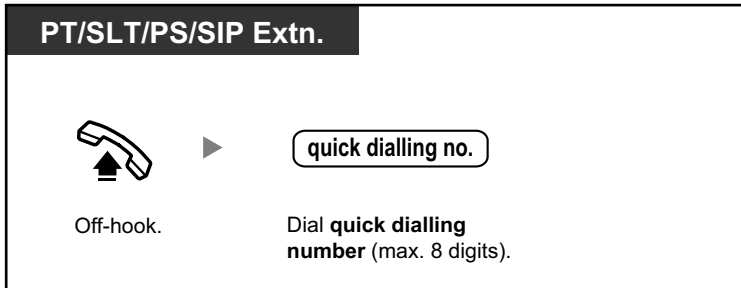 PT/SLT/PS/SIP Extn.
quick dialling no.
Off-hook.
Dial quick dialling
number (max. 8 digits).